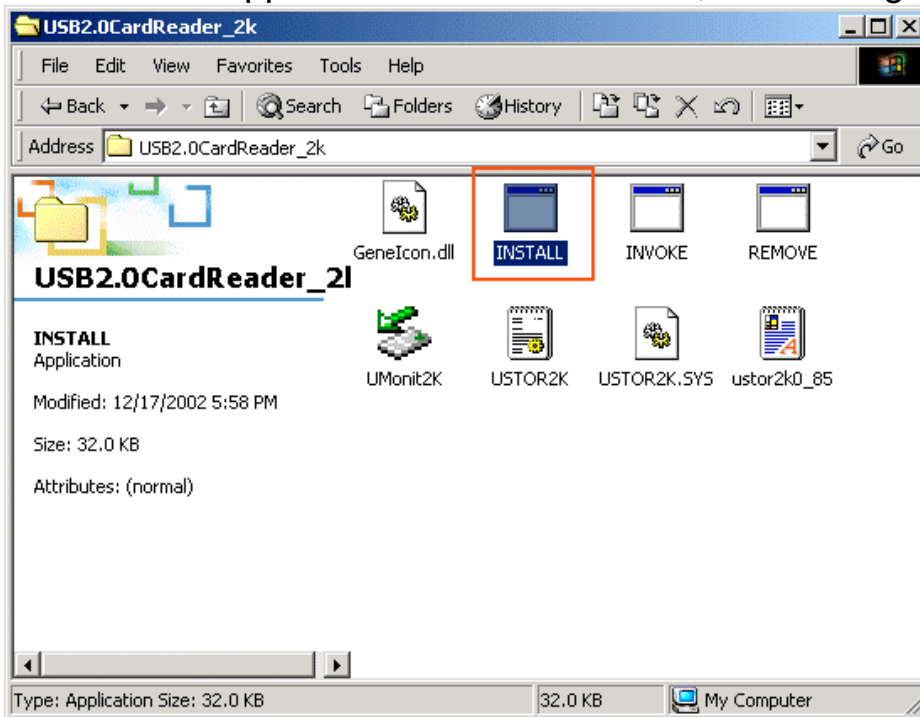 USB2.0CardReader_2k
File Edit View Favorites Tools Help
Back Search Folders History
Address USB2.0CardReader_2k Go
GeneIcon.dll INSTALL INVOKE REMOVE
USB2.0CardReader_2
INSTALL
Application
UMonit2K USTOR2K USTOR2K.SYS ustor2k0_85
Modified: 12/17/2002 5:58 PM
Size: 32.0 KB
Attributes: (normal)
Type: Application Size: 32.0 KB 32.0 KB My Computer